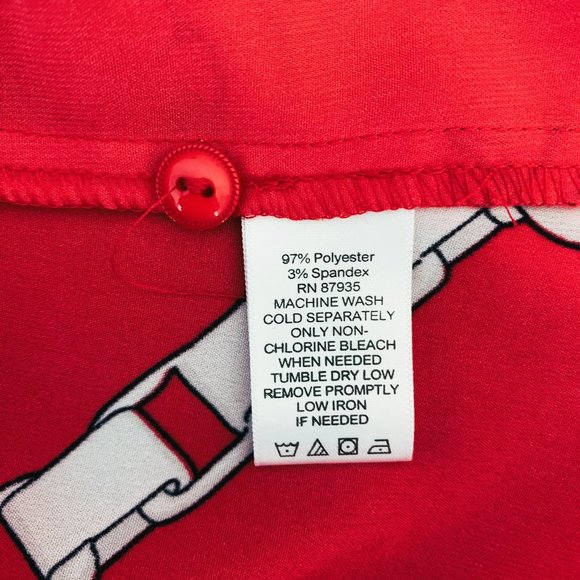 97% Polyester
3% Spandex
RN 87935
MACHINE WASH
COLD SEPARATELY
ONLY NON-
CHLORINE BLEACH
WHEN NEEDED
TUMBLE DRY LOW
REMOVE PROMPTLY
LOW IRON
IF NEEDED